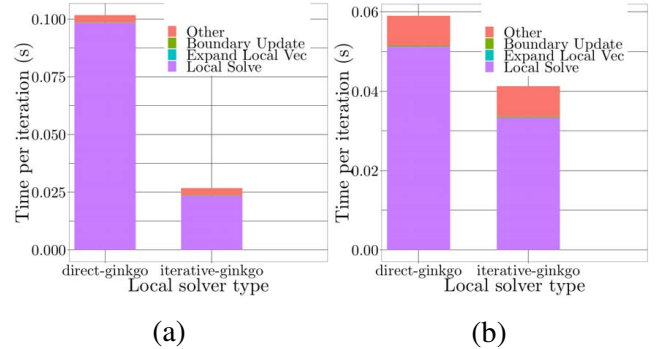 Time per iteration (s)
0.100
0.075
0.050
0.025
0.000
Other
Boundary Update
Expand Local Vec
Local Solve
direct-ginkgo
iterative-ginkgo
Local solver type
(a)
Time per iteration (s)
0.06
0.04
0.02
0.00
Other
Boundary Update
Expand Local Vec
Local Solve
direct-ginkgo
iterative-ginkgo
Local solver type
(b)